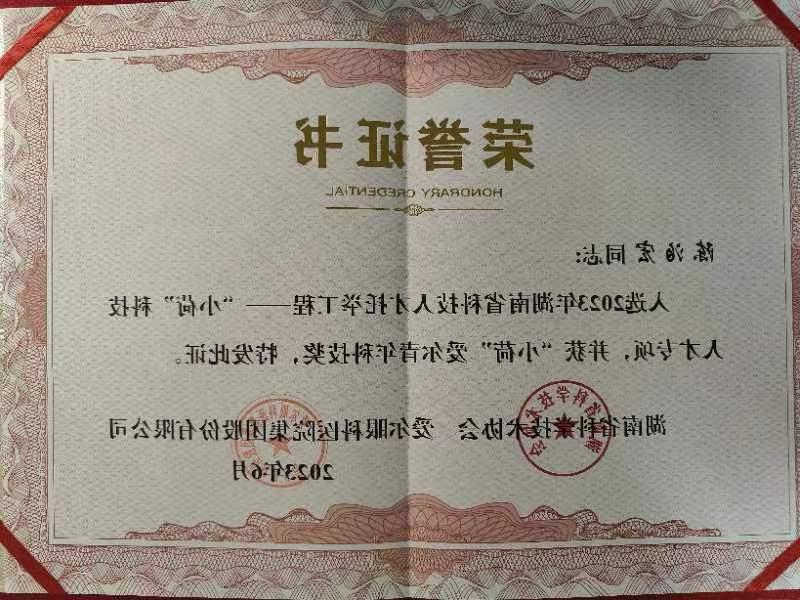 荣誉证书
HONORARY CREDENTIAL
陈治宏同志:
入选2023年湖南省科技人才托举工程——“小荷”科技
人才专项，并获“小荷”爱尔青年科技奖，特发此证。
湖南省科学技术协会 爱尔眼科医院集团股份有限公司
2023年6月